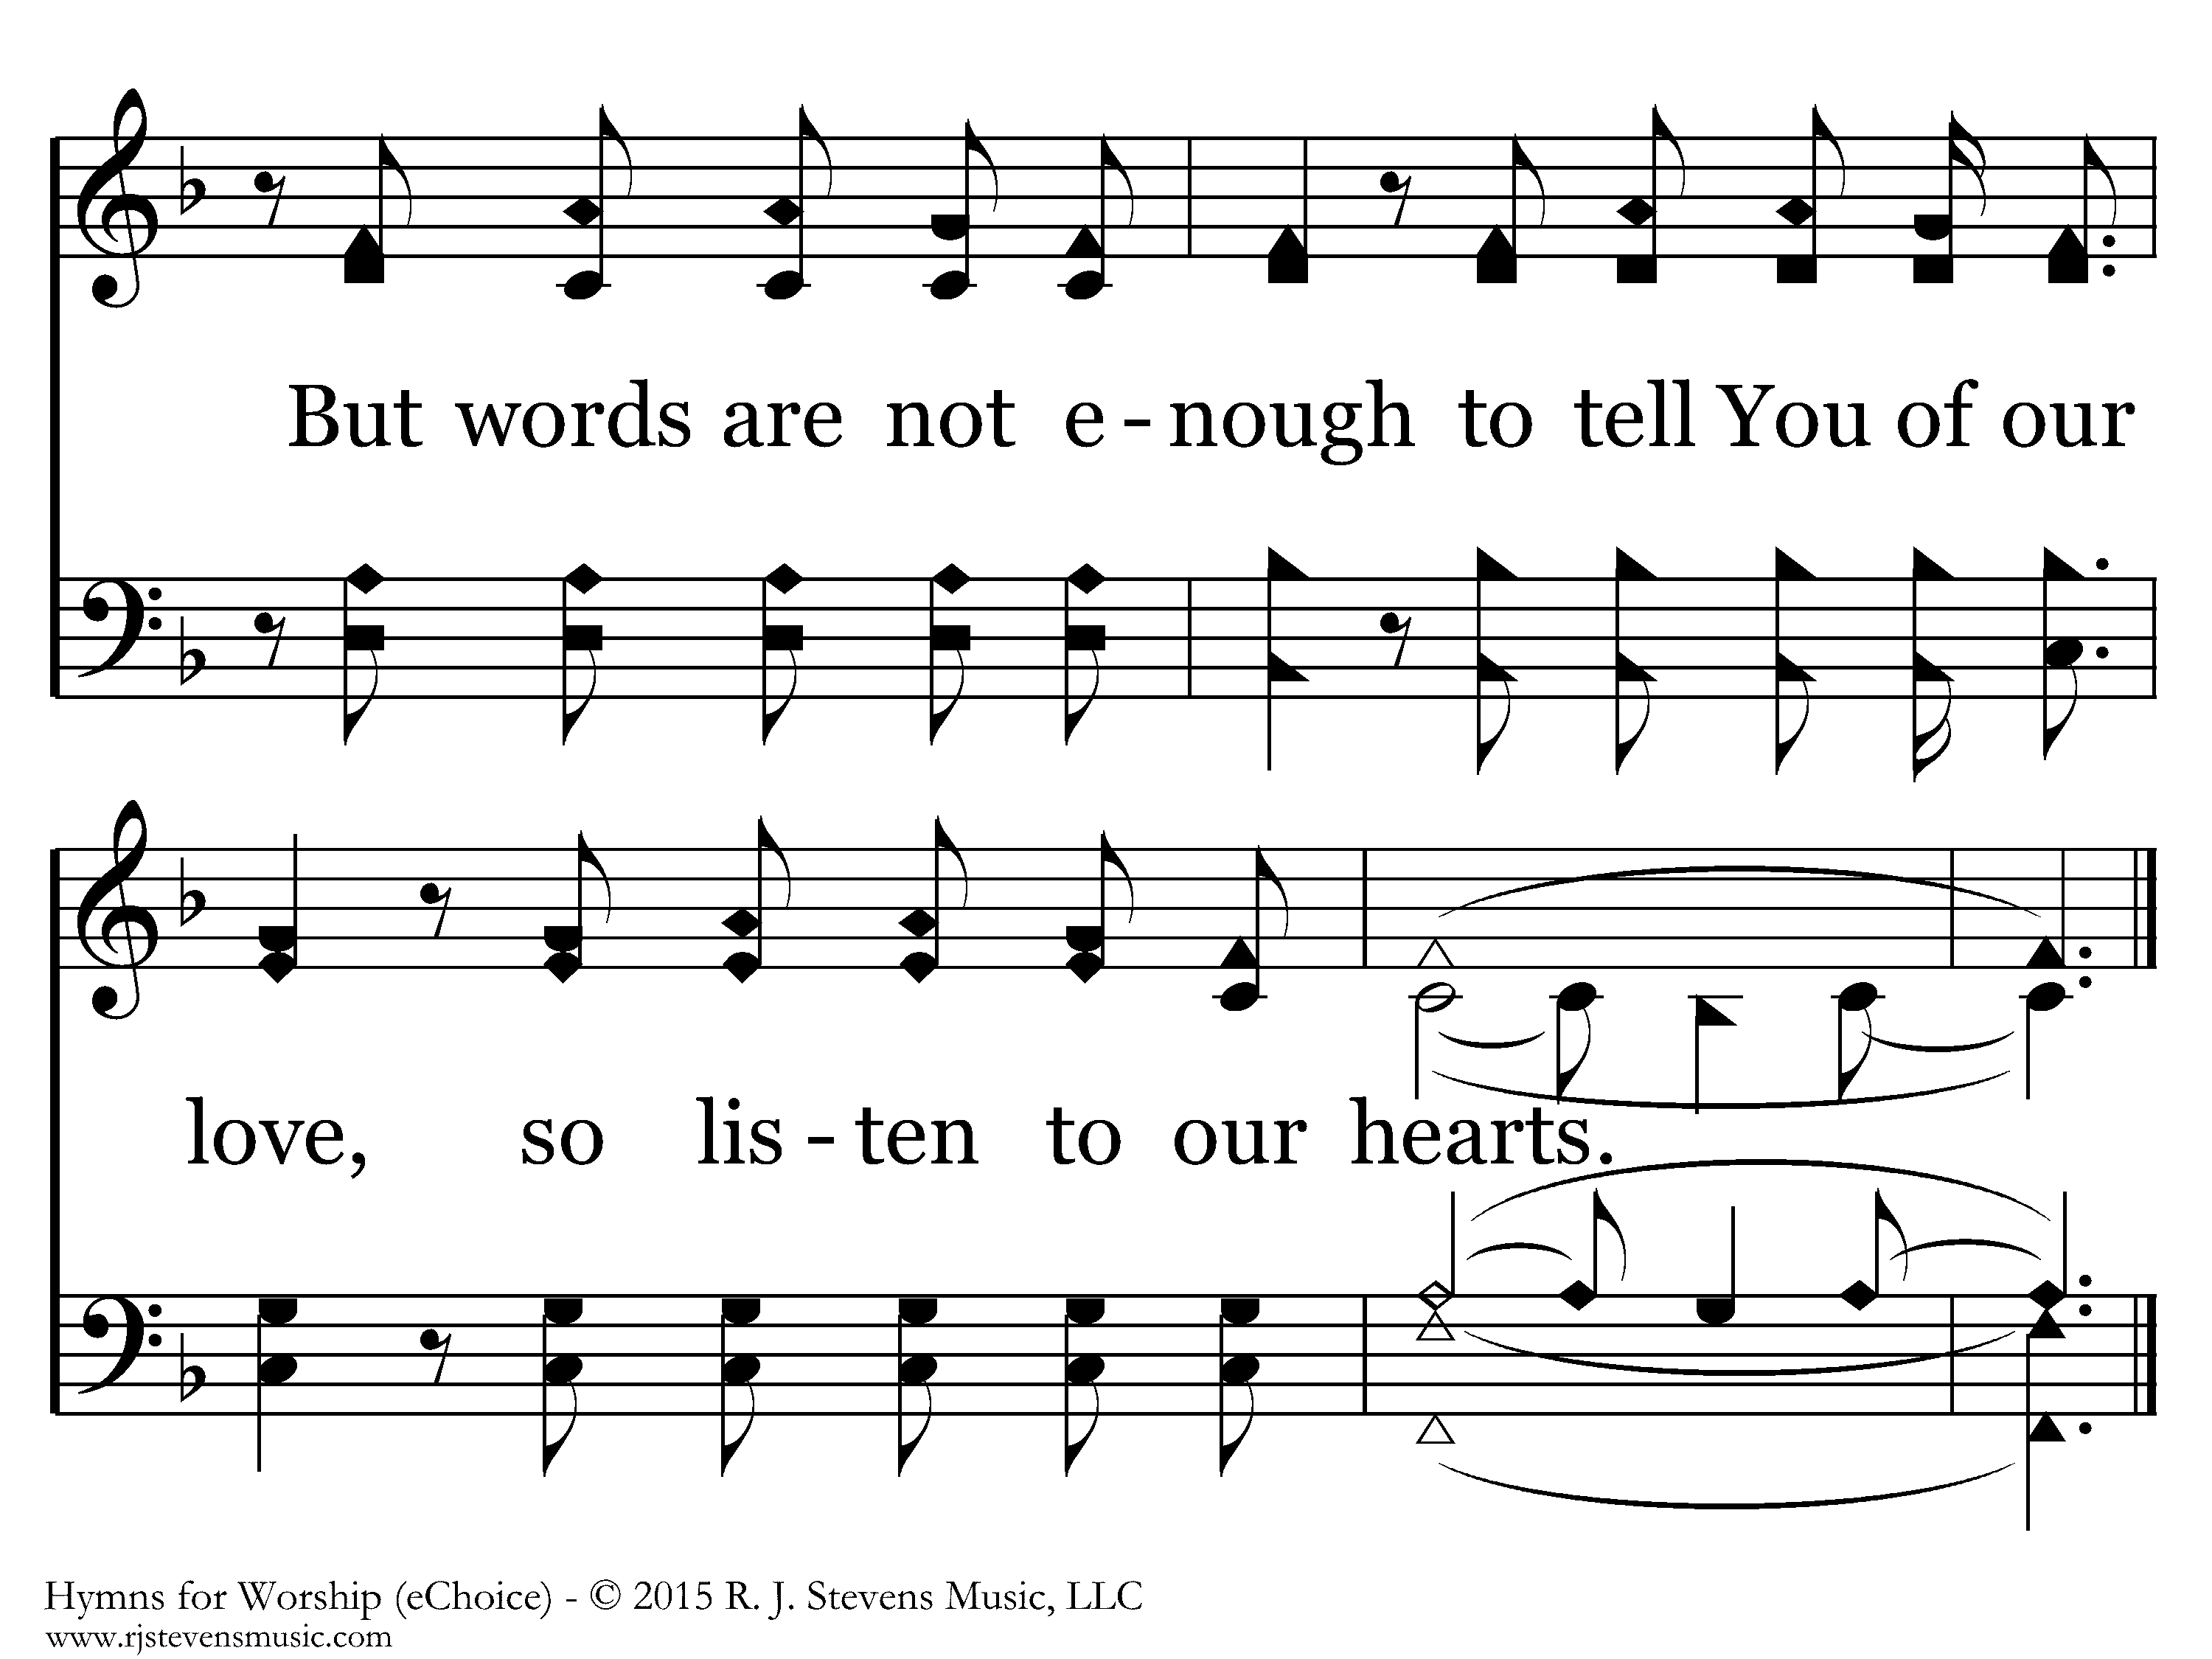 But words are not e - nough to tell You of our
love, so lis - ten to our hearts.
Hymns for Worship (eChoice) - © 2015 R. J. Stevens Music, LLC
www.rjstevensmusic.com